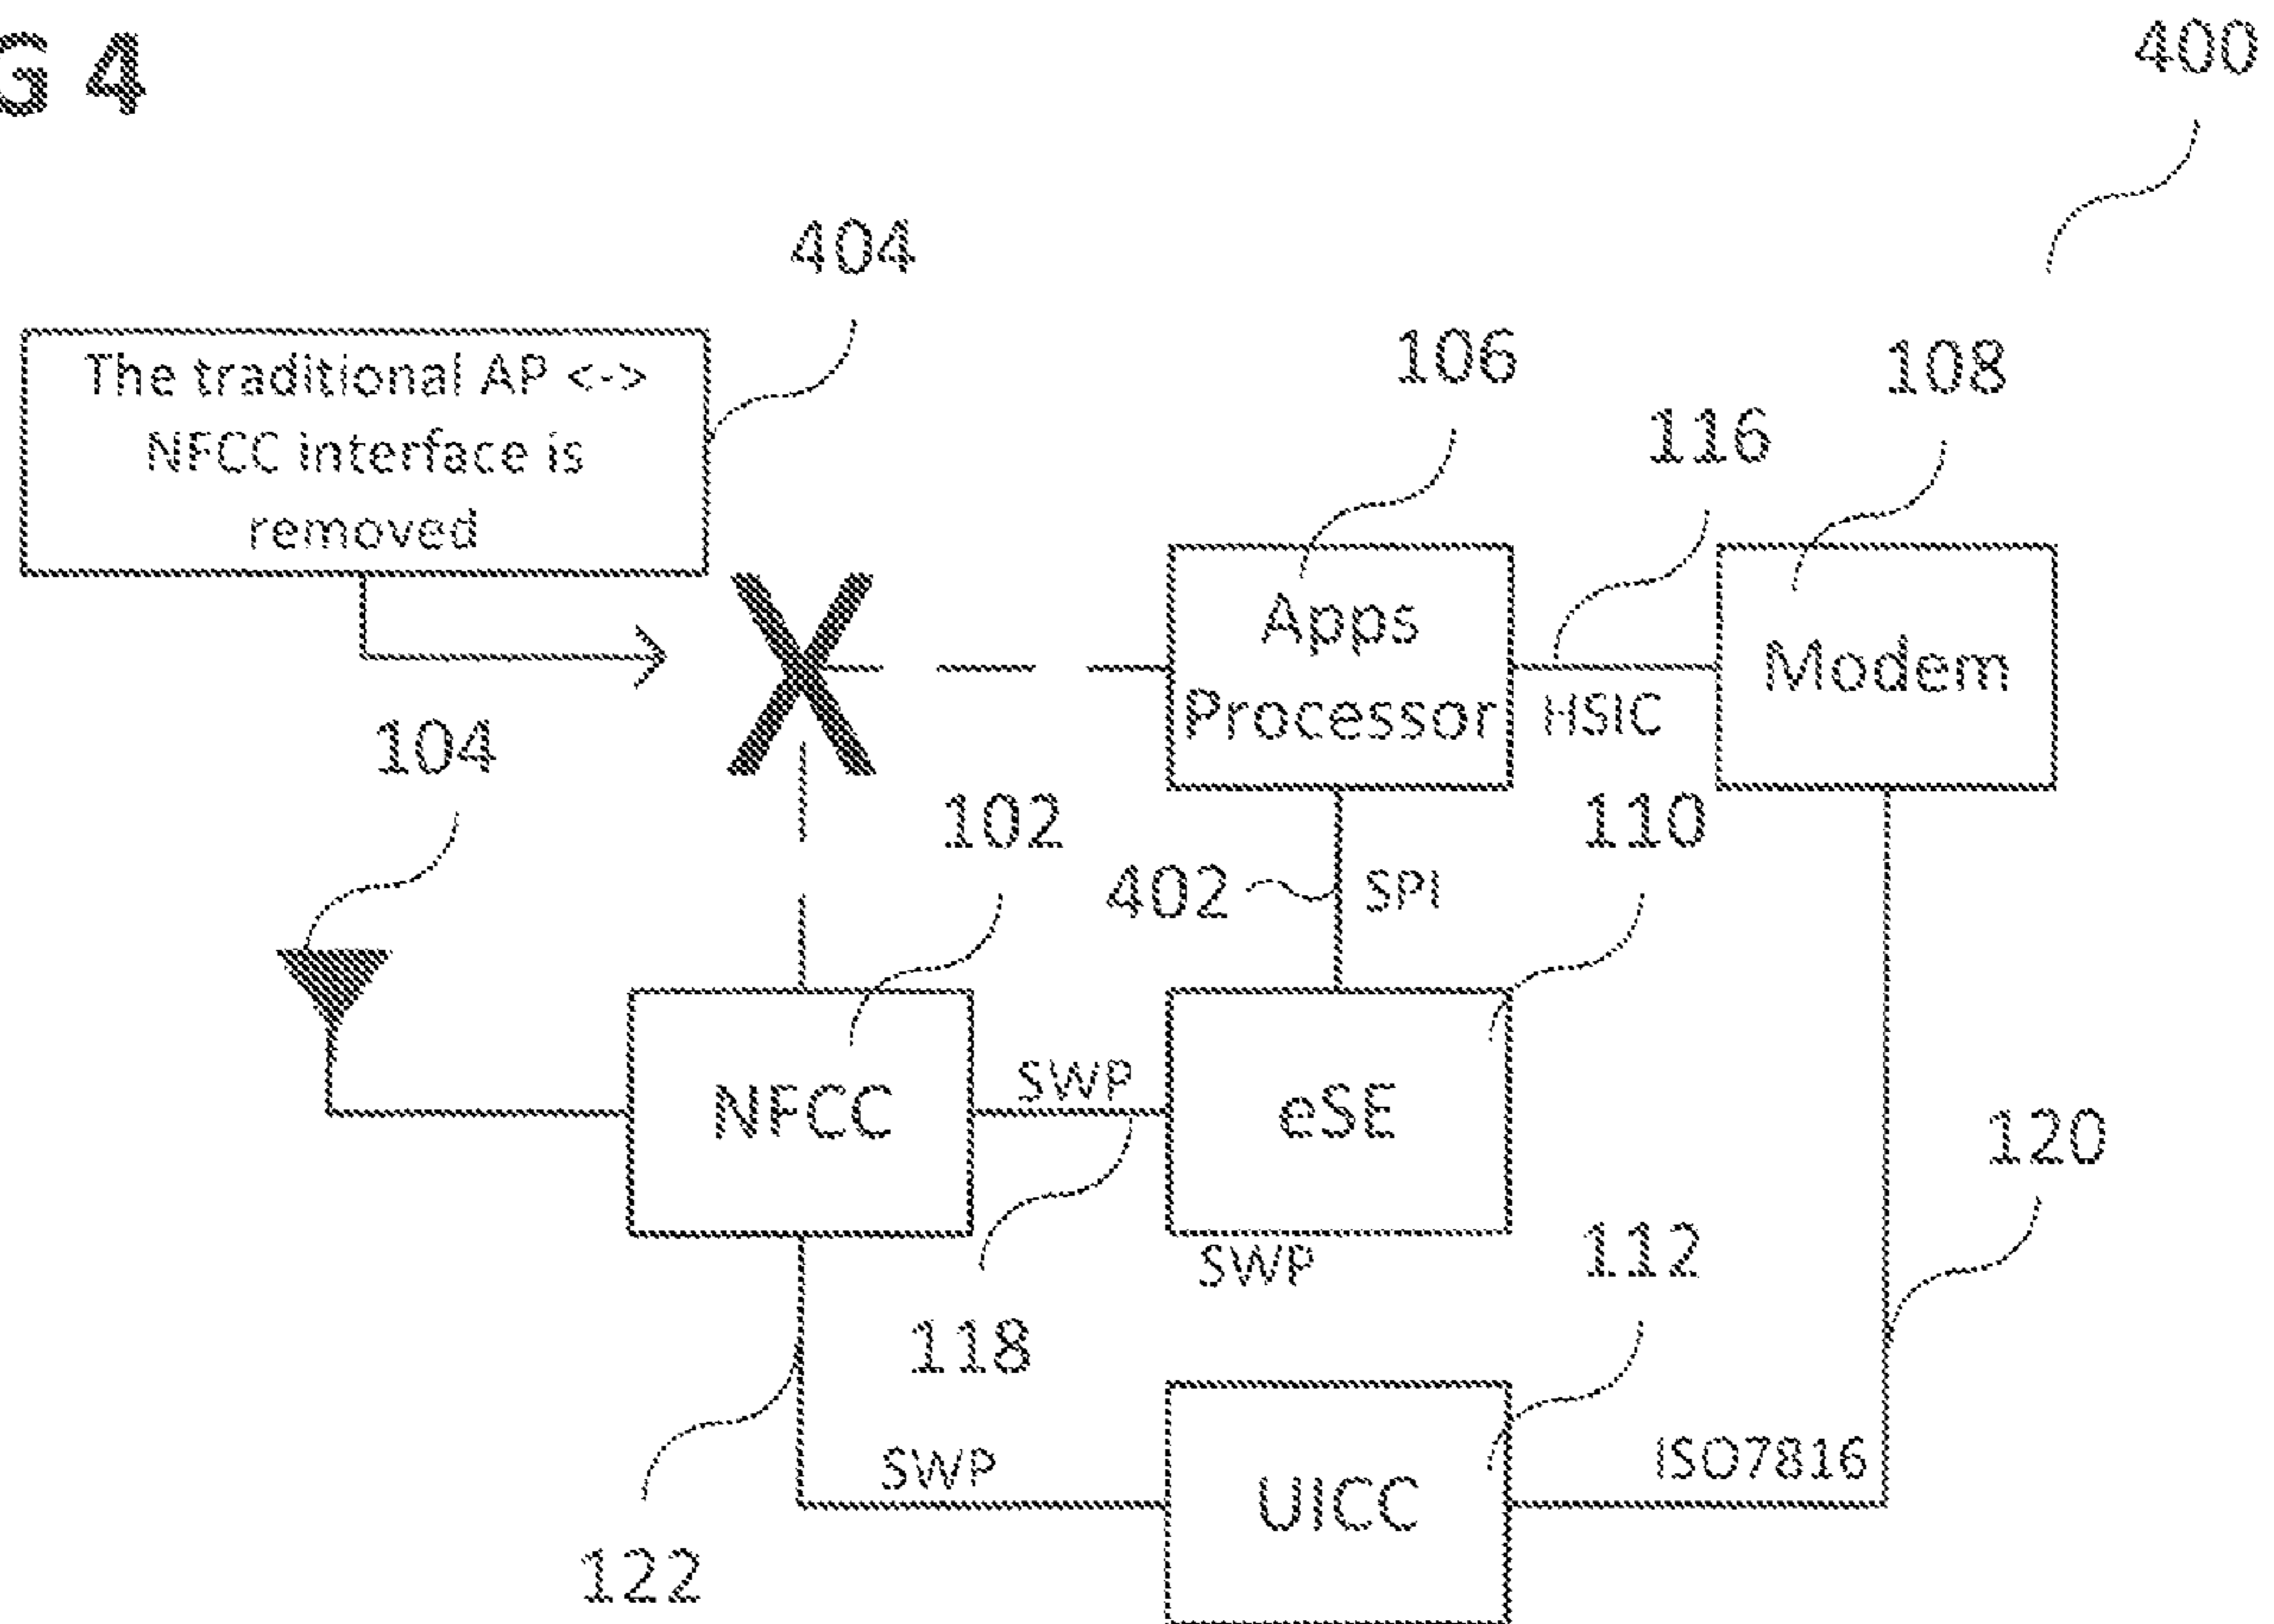 G 4
400
404
The traditional AP <->
NFCC interface is
removed
106
108
116
Apps
Processor
HSIC
Modem
104
102
110
402
SPI
NFCC
SWP
eSE
120
SWP
112
118
SWP
UICC
ISO7816
122